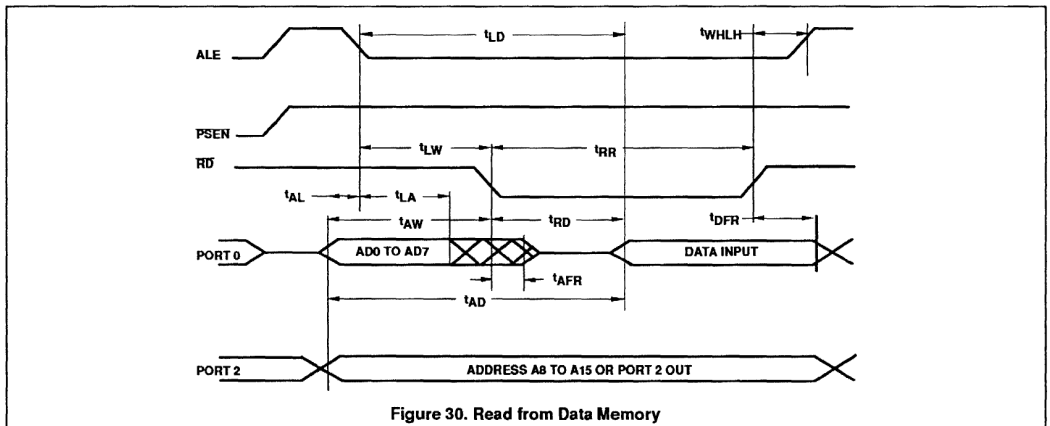 tLD
tWHLH
ALE
PSEN
tLW
tRR
RD
tAL
tLA
tAW
tRD
tDFR
PORT 0
AD0 TO AD7
DATA INPUT
tAFR
tAD
PORT 2
ADDRESS A8 TO A15 OR PORT 2 OUT
Figure 30. Read from Data Memory